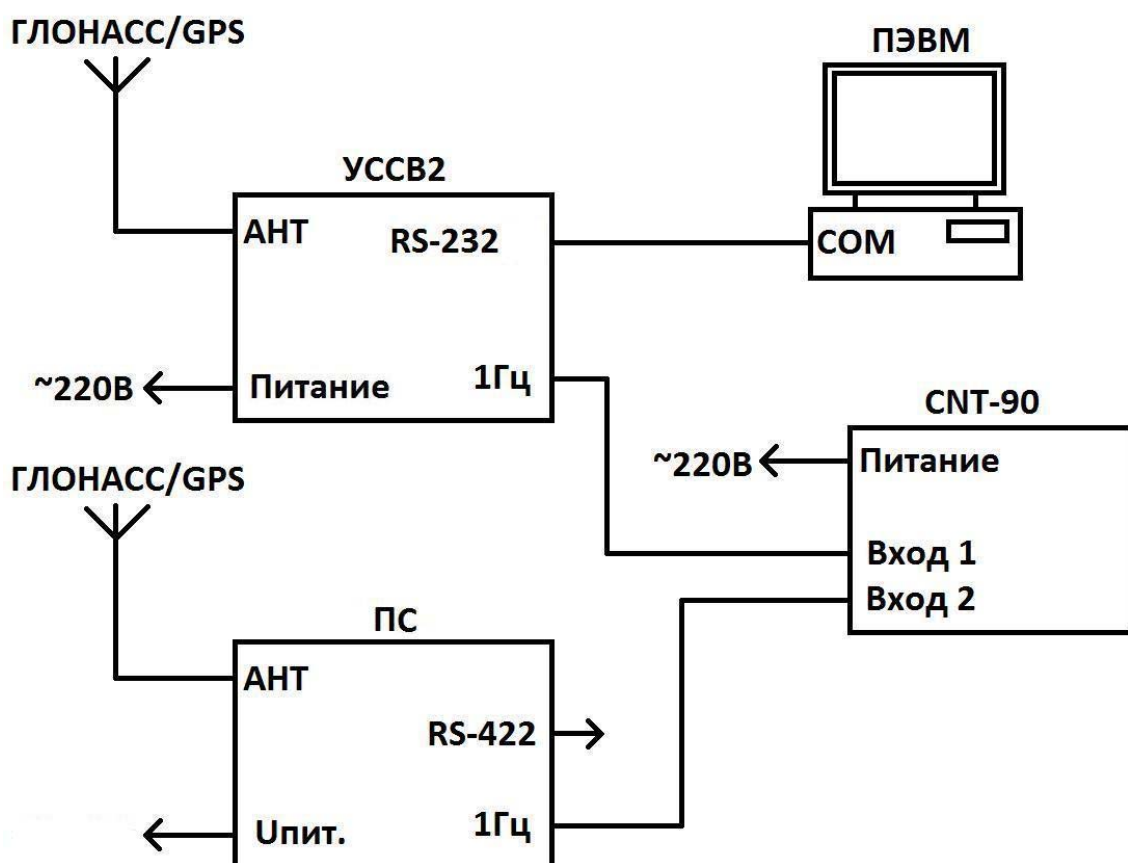 ГЛОНАСС/GPS
ПЭВМ
УССВ2
АНТ
RS-232
COM
~220В
Питание
1Гц
CNT-90
ГЛОНАСС/GPS
~220В
Питание
Вход 1
Вход 2
ПС
АНТ
RS-422
Uпит.
1Гц